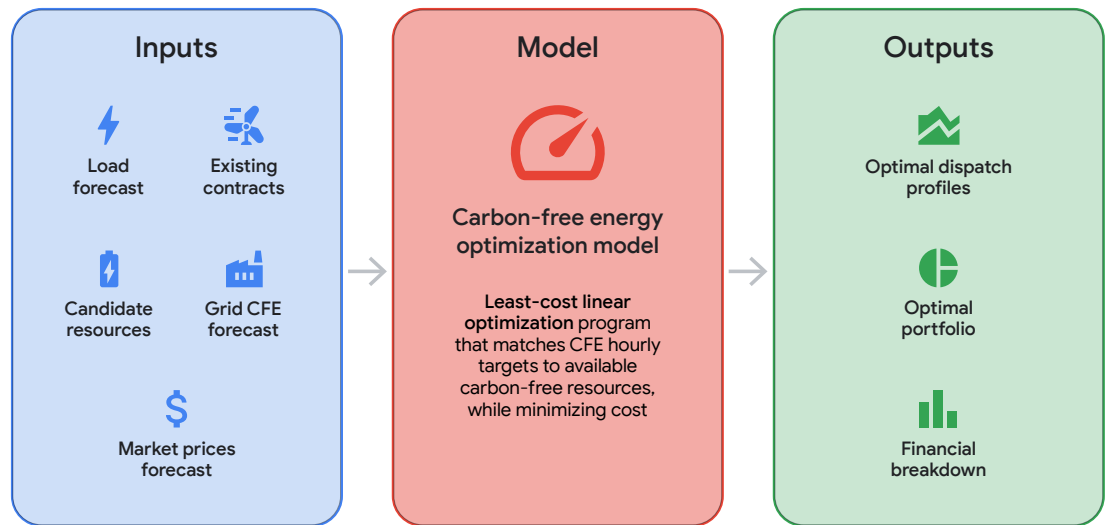 Inputs
Load
forecast
Existing
contracts
Candidate
resources
Grid CFE
forecast
Market prices
forecast
Model
Carbon-free energy
optimization model
Least-cost linear
optimization program
that matches CFE hourly
targets to available
carbon-free resources,
while minimizing cost
Outputs
Optimal dispatch
profiles
Optimal
portfolio
Financial
breakdown